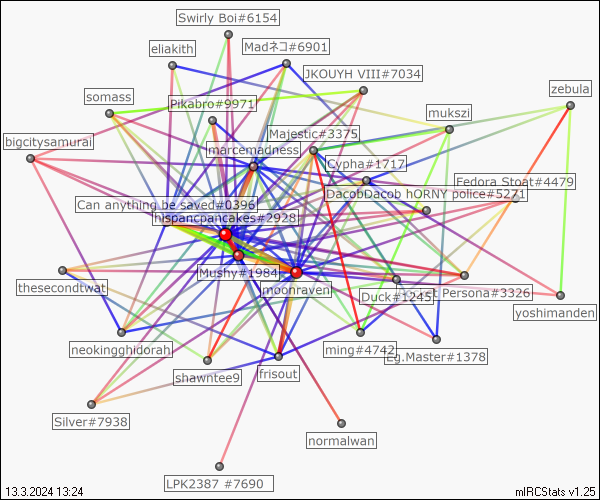 Swirly Boi#6154
eliakith
Madネコ#6901
JKOUYH VIII#7034
zebula
somass
Pikabro#9971
mukszi
Majestic#3375
bigcitysamurai
marcemadness
Cypha#1717
Fedora Stoat#4479
DacobDacob hORNY police#5271
Can anything be saved#0396
hispancpancakes#2928
Mushy#1984
thesecondtwat
moonraven
Duck#1245
st Persona#3326
yoshimanden
neokingghidorah
shawntee9
frisout
ming#4742
Eg.Master#1378
Silver#7938
normalwan
LPK2387 #7690
13.3.2024 13:24
mIRCStats v1.25